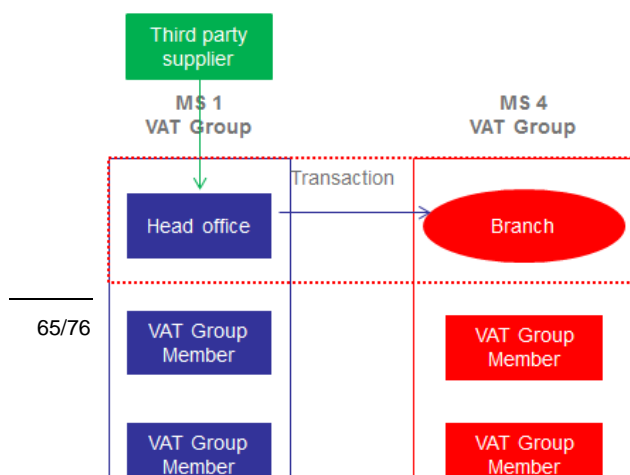 Third party
supplier
MS 1
VAT Group
MS 4
VAT Group
Transaction
Head office
Branch
65/76
VAT Group
Member
VAT Group
Member
VAT Group
Member
VAT Group
Member